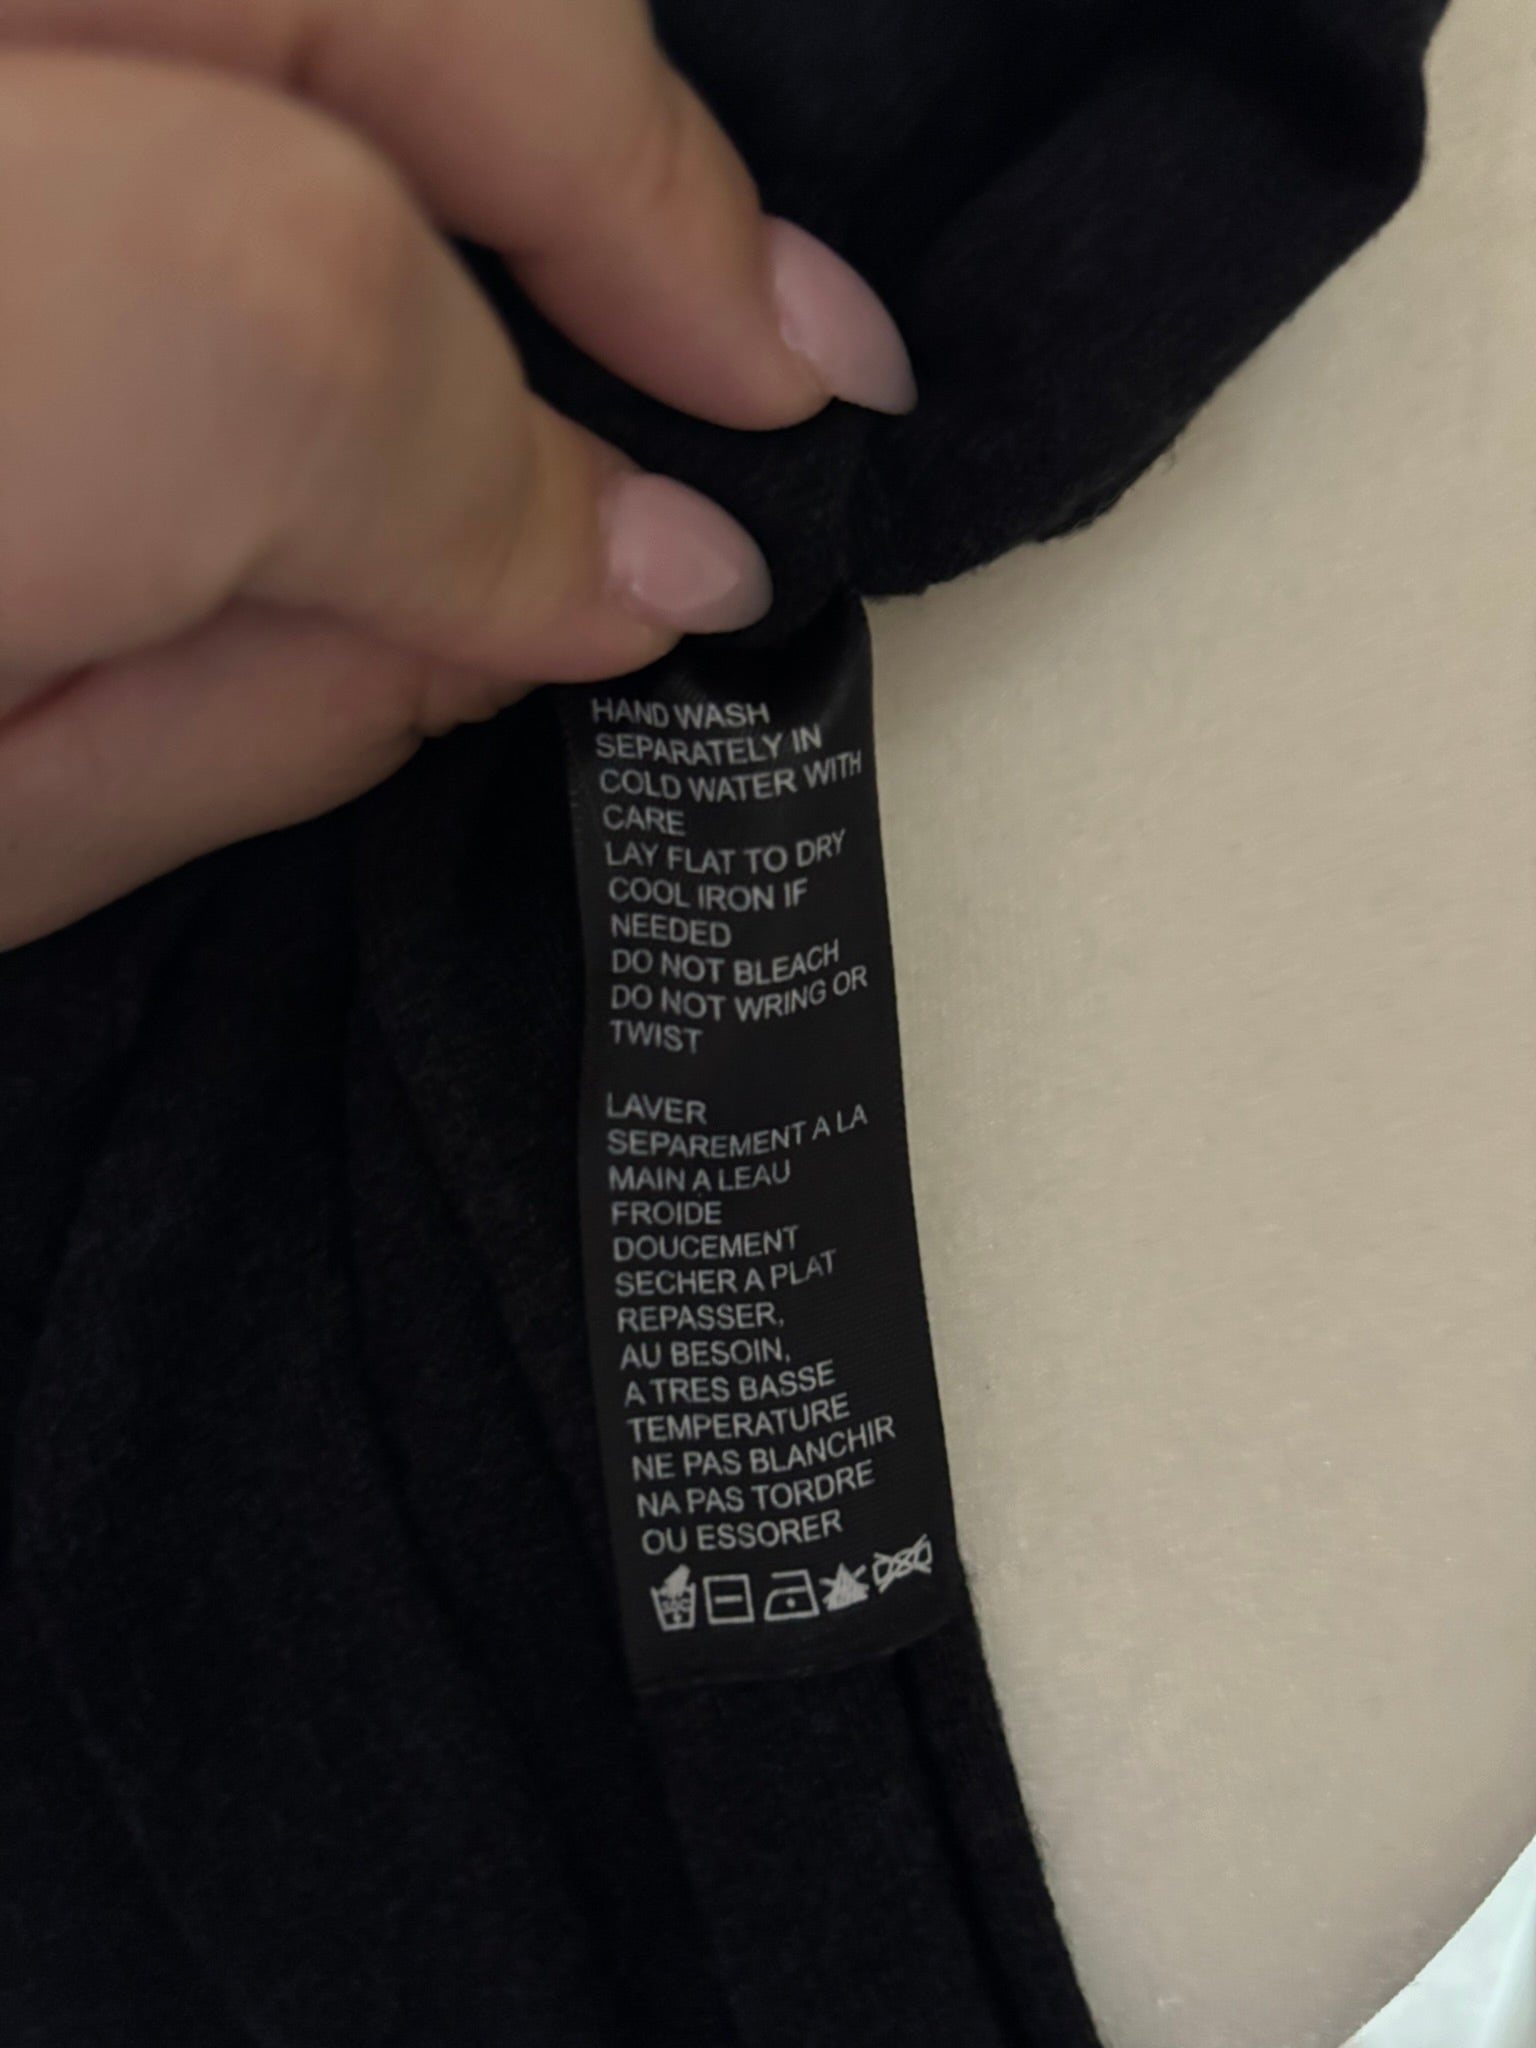 HAND WASH
SEPARATELY IN
COLD WATER WITH
CARE
LAY FLAT TO DRY
COOL IRON IF
NEEDED
DO NOT BLEACH
DO NOT WRING OR
TWIST
LAVER
SEPAREMENT A LA
MAIN A LEAU
FROIDE
DOUCEMENT
SECHER A PLAT
REPASSER,
AU BESOIN,
A TRES BASSE
TEMPERATURE
NE PAS BLANCHIR
NA PAS TORDRE
OU ESSORER